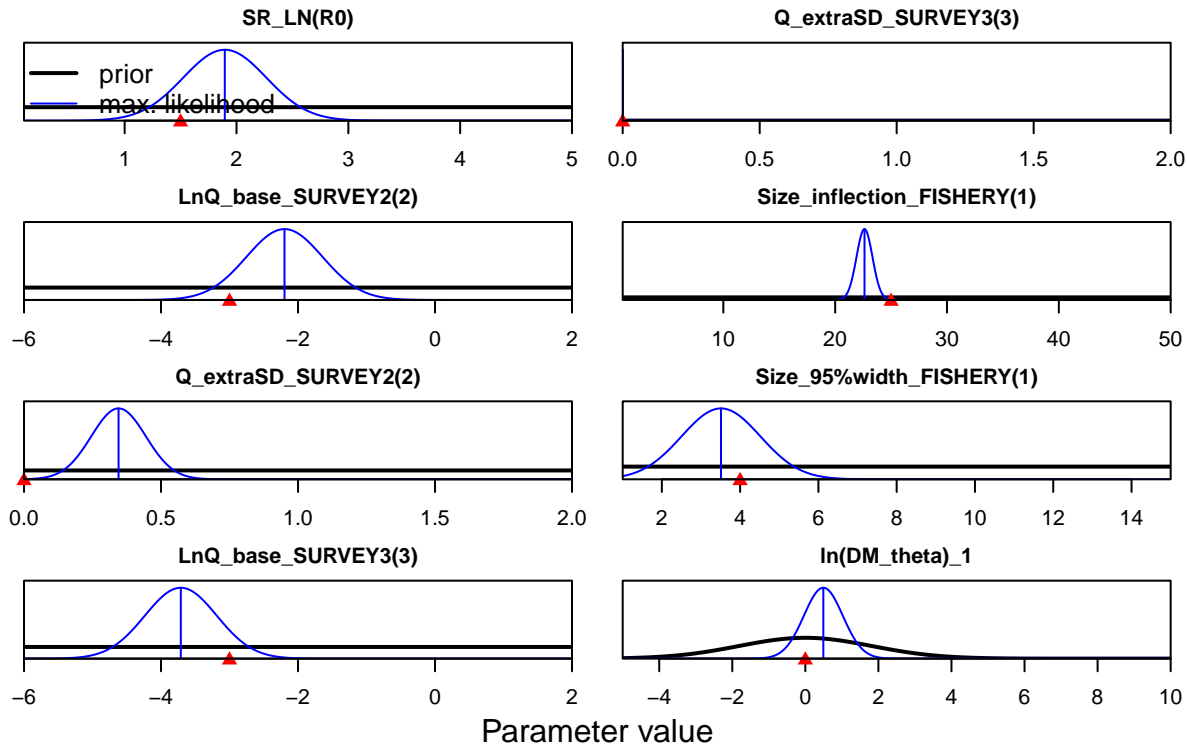 SR_LN(R0)
prior
max. likelihood
1 2 3 4 5
Q_extraSD_SURVEY3(3)
0.0 0.5 1.0 1.5 2.0
LnQ_base_SURVEY2(2)
−6 −4 −2 0 2
Size_inflection_FISHERY(1)
10 20 30 40 50
Q_extraSD_SURVEY2(2)
0.0 0.5 1.0 1.5 2.0
Size_95%width_FISHERY(1)
2 4 6 8 10 12 14
LnQ_base_SURVEY3(3)
−6 −4 −2 0 2
ln(DM_theta)_1
−4 −2 0 2 4 6 8 10
Parameter value